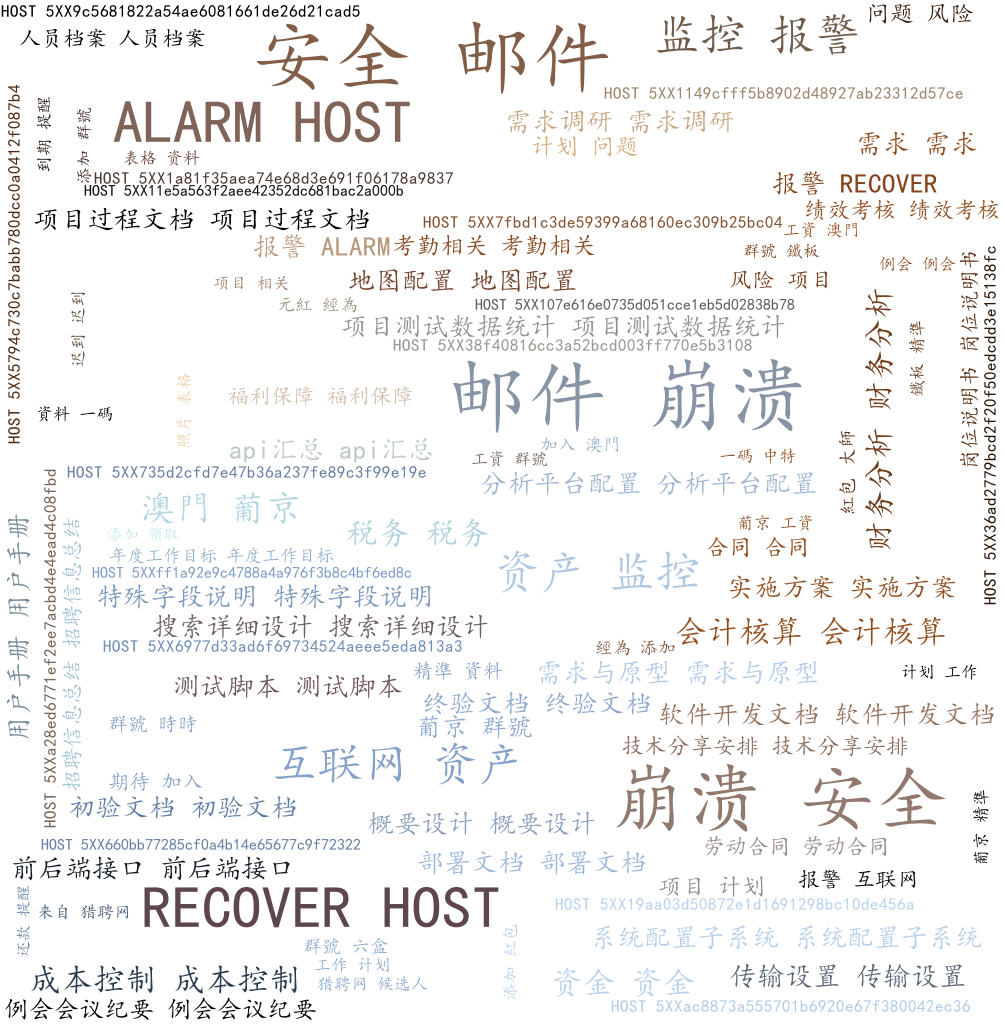 HOST 5XX9c5681822a54ae6081661de26d21cad5
问题 风险
人员档案 人员档案
安全 邮件
监控 报警
HOST 5XX1149cfff5b8902d48927ab23312d57ce
HOST 5XX5794c730c7babb780dcc0a0412f087b4
到期 提醒
添加 群號
ALARM HOST
需求调研 需求调研
计划 问题
需求 需求
表格 资料
HOST 5XX1a81f35aea74e68d3e691f06178a9837
HOST 5XX11e5a563f2aee42352dc681bac2a000b
报警 RECOVER
项目过程文档 项目过程文档
HOST 5XX7fbd1c3de59399a68160ec309b25bc04
绩效考核 绩效考核
工資 澳門
报警 ALARM
考勤相关 考勤相关
群號 鐵板
例会 例会
项目 相关
地图配置 地图配置
风险 项目
元紅 經為
HOST 5XX107e616e0735d051cce1eb5d02838b78
项目测试数据统计 项目测试数据统计
HOST 5XX38f40816cc3a52bcd003ff770e5b3108
迟到 迟到
财务分析 财务分析
鐵板 精準
岗位说明书 岗位说明书
HOST 5XX36ad2779bcd2f20f50edcdd3e15138fc
資料 一碼
照片 表格
福利保障 福利保障
邮件 崩溃
api汇总 api汇总
加入 澳門
工資 群號
一碼 中特
紅包 大師
HOST 5XX735d2cfd7e47b36a237fe89c3f99e19e
分析平台配置 分析平台配置
澳門 葡京
添加 領取
税务 税务
葡京 工资
合同 合同
年度工作目标 年度工作目标
HOST 5XXff1a92e9c4788a4a976f3b8c4bf6ed8c
资产 监控
特殊字段说明 特殊字段说明
实施方案 实施方案
用户手册 用户手册
HOST 5XXa28ed6771ef2ee7acbd4e4ead4c08fbd
招聘信息总结 招聘信息总结
搜索详细设计 搜索详细设计
会计核算 会计核算
HOST 5XX6977d33ad6f69734524aeee5eda813a3
經為 添加
测试脚本 测试脚本
精準 資料
需求与原型 需求与原型
计划 工作
终验文档 终验文档
群號 時時
葡京 群號
软件开发文档 软件开发文档
技术分享安排 技术分享安排
互联网 资产
期待 加入
崩溃 安全
初验文档 初验文档
概要设计 概要设计
葡京 精準
HOST 5XX660bb77285cf0a4b14e65677c9f72322
劳动合同 劳动合同
前后端接口 前后端接口
部署文档 部署文档
项目 计划
报警 互联网
还款 提醒
来自 猎聘网
RECOVER HOST
HOST 5XX19aa03d50872e1d1691298bc10de456a
群號 六盒
系统配置子系统 系统配置子系统
添加 紅包
工作 计划
成本控制 成本控制
猎聘网 候选人
资金 资金
传输设置 传输设置
例会会议纪要 例会会议纪要
HOST 5XXac8873a555701b6920e67f380042ec36